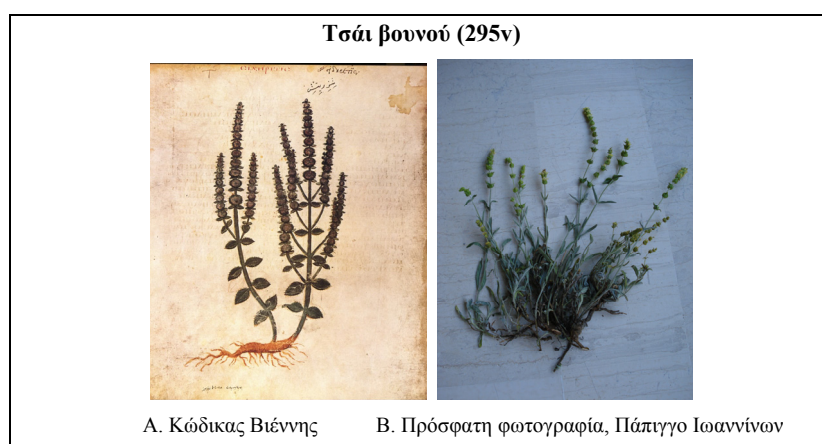 Τσάι βουνού (295v)
Α. Κώδικας Βιέννης Β. Πρόσφατη φωτογραφία, Πάπιγγο Ιωαννίνων